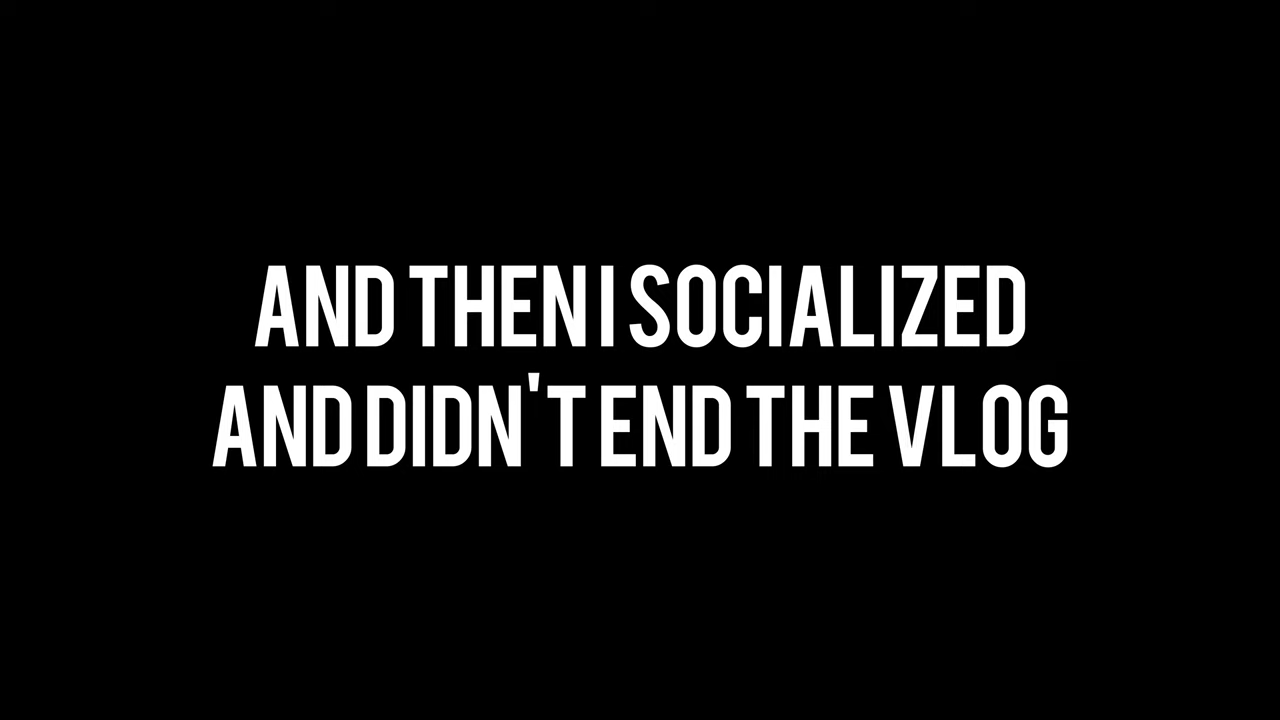 AND THEN I SOCIALIZED
AND DIDN'T END THE VLOG